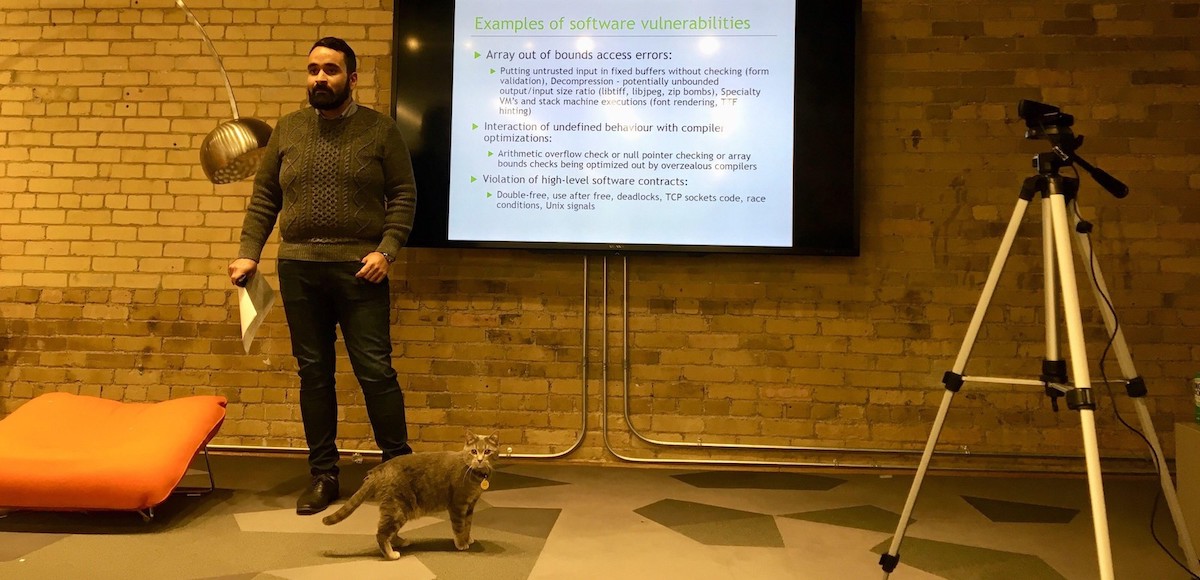 Examples of software vulnerabilities
Array out of bounds access errors:
Putting untrusted input in fixed buffers without checking (form
validation), Decompression – potentially unbounded
output/input size ratio (libtiff, libjpeg, zip bombs), Specialty
VM's and stack machine executions (font rendering, TTF
hinting)
Interaction of undefined behaviour with compiler
optimizations:
Arithmetic overflow check or null pointer checking or array
bounds checks being optimized out by overzealous compilers
Violation of high-level software contracts:
Double-free, use after free, deadlocks, TCP sockets code, race
conditions, Unix signals